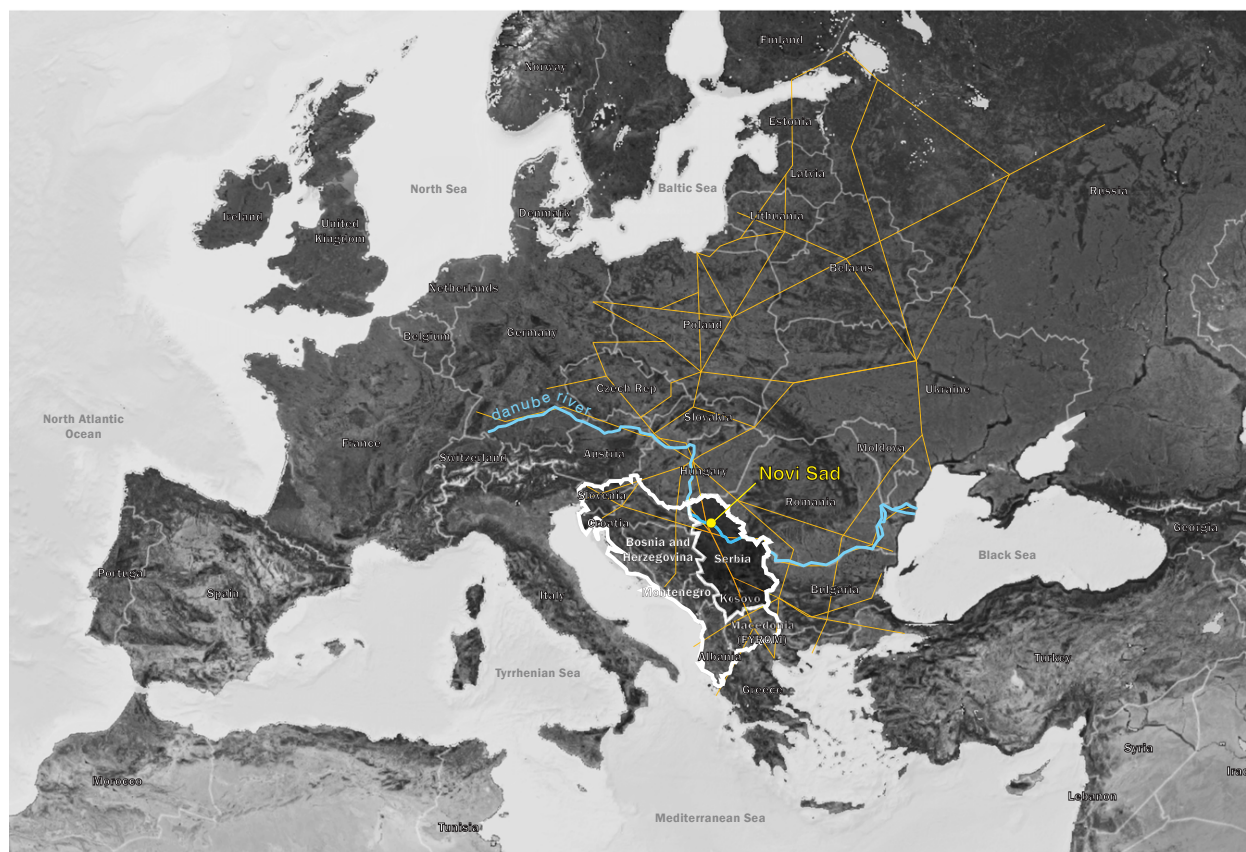 Finland
Norway
Estonia
Latvia
Russia
North Sea
Baltic Sea
Denmark
Lithuania
Ireland
United
Kingdom
Belarus
Netherlands
Poland
Belgium
Germany
Czech Rep
Ukraine
danube river
Slovakia
North Atlantic
Ocean
France
Moldova
Austria
Switzerland
Hungary
Novi Sad
Slovenia
Romania
Croatia
Bosnia and
Herzegovina
Serbia
Black Sea
Portugal
Spain
Italy
Montenegro
Kosovo
Bulgaria
Macedonia
(FYROM)
Albania
Turkey
Tyrrhenian Sea
Greece
Syria
Morocco
Lebanon
Mediterranean Sea
Tunisia